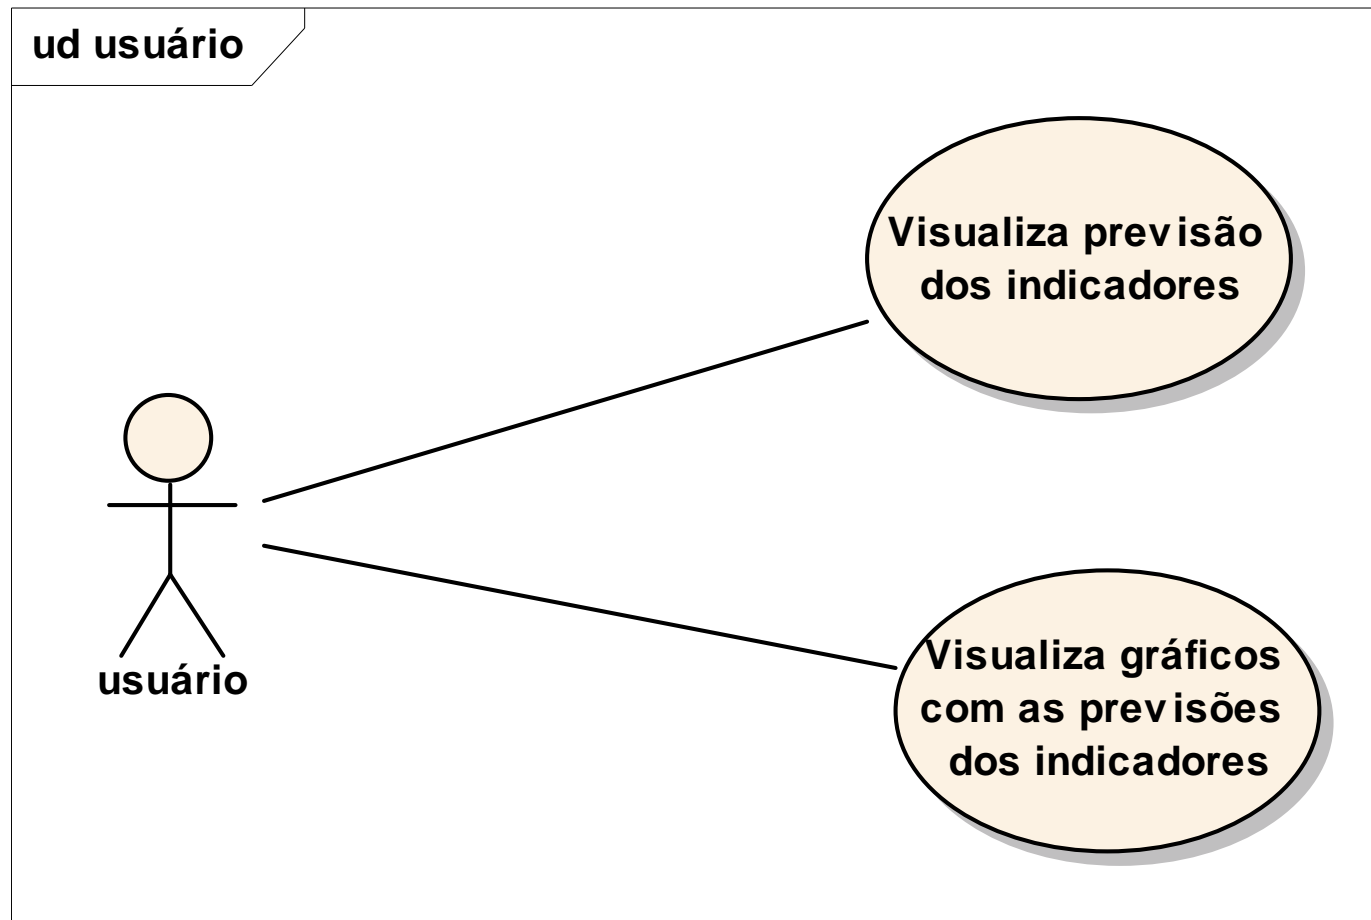 ud usuário
Visualiza previsão
dos indicadores
usuário
Visualiza gráficos
com as previsões
dos indicadores